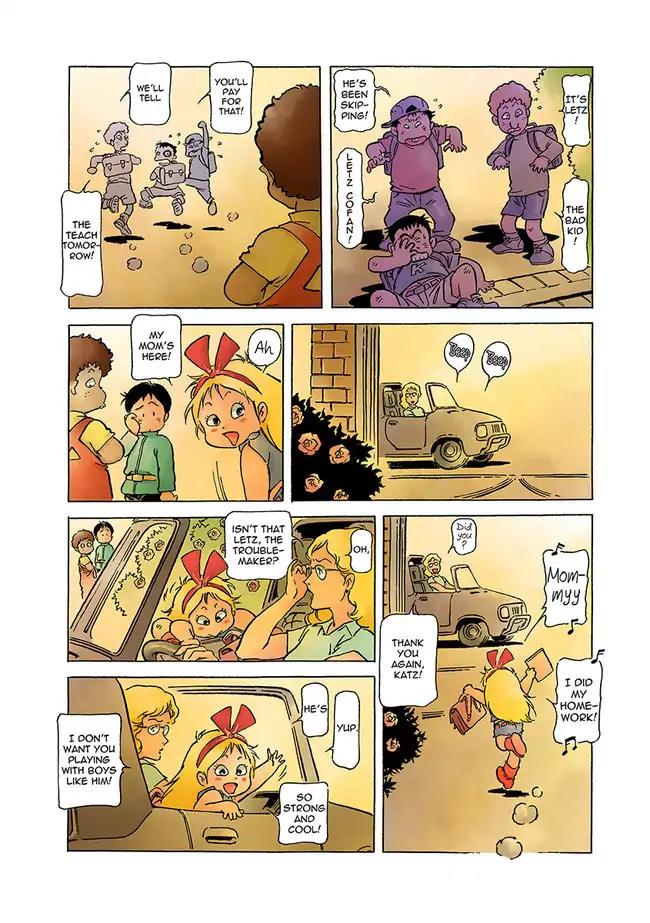 IT'S
LETZ!
THE
BAD
KID!
HE'S
BEEN
SKIP-
PING!
LETZ COFAN!
YOU'LL
PAY
FOR
THAT!
WE'LL
TELL
THE
TEACH
TOMOR-
ROW!
Beep
Beep
Ah
MY
MOM'S
HERE!
Mom-
myy
I DID
MY
HOME-
WORK!
Did
you?
THANK
YOU
AGAIN,
KATZ!
OH,
ISN'T THAT
LETZ, THE
TROUBLE-
MAKER?
YUP.
HE'S
SO
STRONG
AND
COOL!
I DON'T
WANT YOU
PLAYING
WITH BOYS
LIKE HIM!